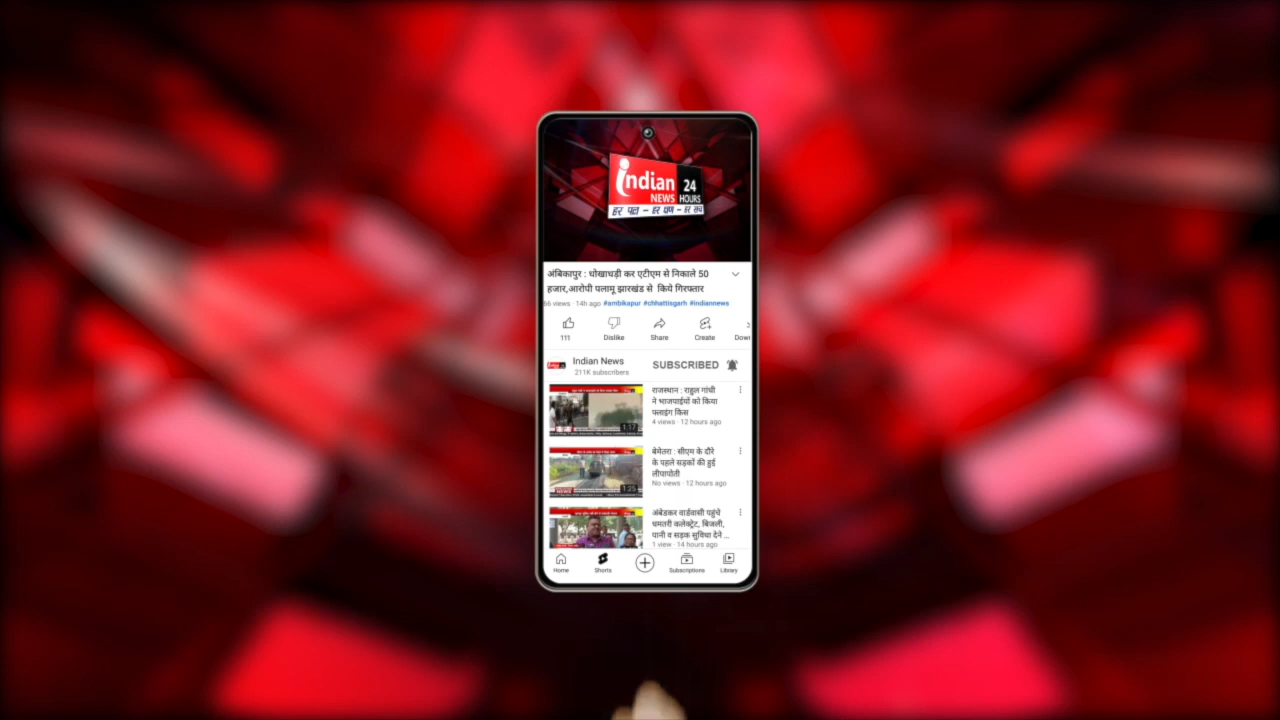 indian
NEWS
24
HOURS
हर पल - हर क्षण - हर सच
अंबिकापुर : धोखाधड़ी कर एटीएम से निकाले 50
हजार,आरोपी पलामू झारखंड से किये गिरफ्तार
66 views · 14h ago #ambikapur #chhattisgarh #indiannews
111 Dislike Share Create
Indian News
211K subscribers
SUBSCRIBED
राजस्थान : राहुल गांधी
ने भाजपाईयों को किया
फ्लाइंग किस
4 views · 12 hours ago
1:17
बेमेतरा : सीएम के दौरे
के पहले सड़कों की हुई
लीपापोती
No views · 12 hours ago
1:25
अंबेडकर वार्डवासी पहुंचे
धमतरी कलेक्ट्रेट, बिजली,
पानी व सड़क सुविधा देने ...
1 view · 14 hours ago
Home Shorts Subscriptions Library